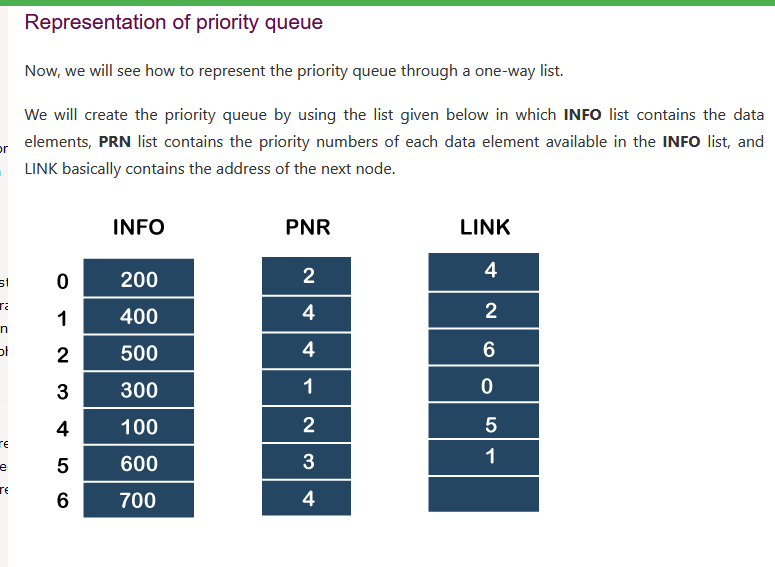 Representation of priority queue
Now, we will see how to represent the priority queue through a one-way list.
We will create the priority queue by using the list given below in which INFO list contains the data
elements, PRN list contains the priority numbers of each data element available in the INFO list, and
LINK basically contains the address of the next node.
INFO PNR LINK
0 200 2 4
1 400 4 2
2 500 4 6
3 300 1 0
4 100 2 5
5 600 3 1
6 700 4